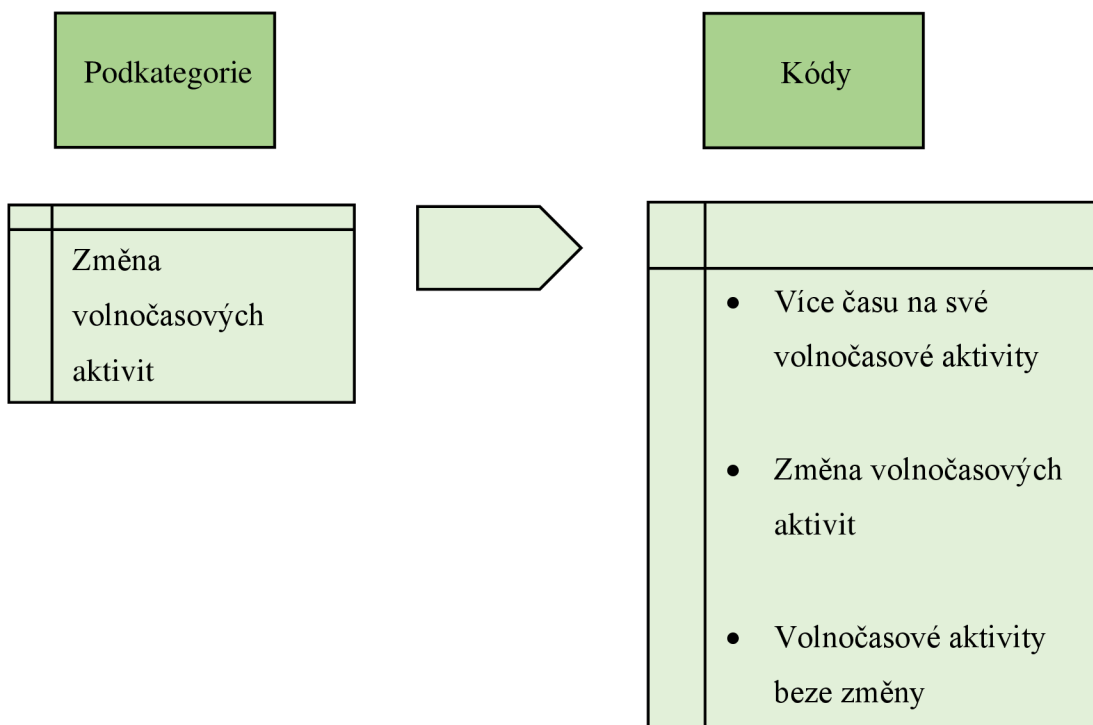 Podkategorie
Kódy
Změna
volnočasových
aktivit
• Více času na své
volnočasové aktivity
• Změna volnočasových
aktivit
• Volnočasové aktivity
beze změny